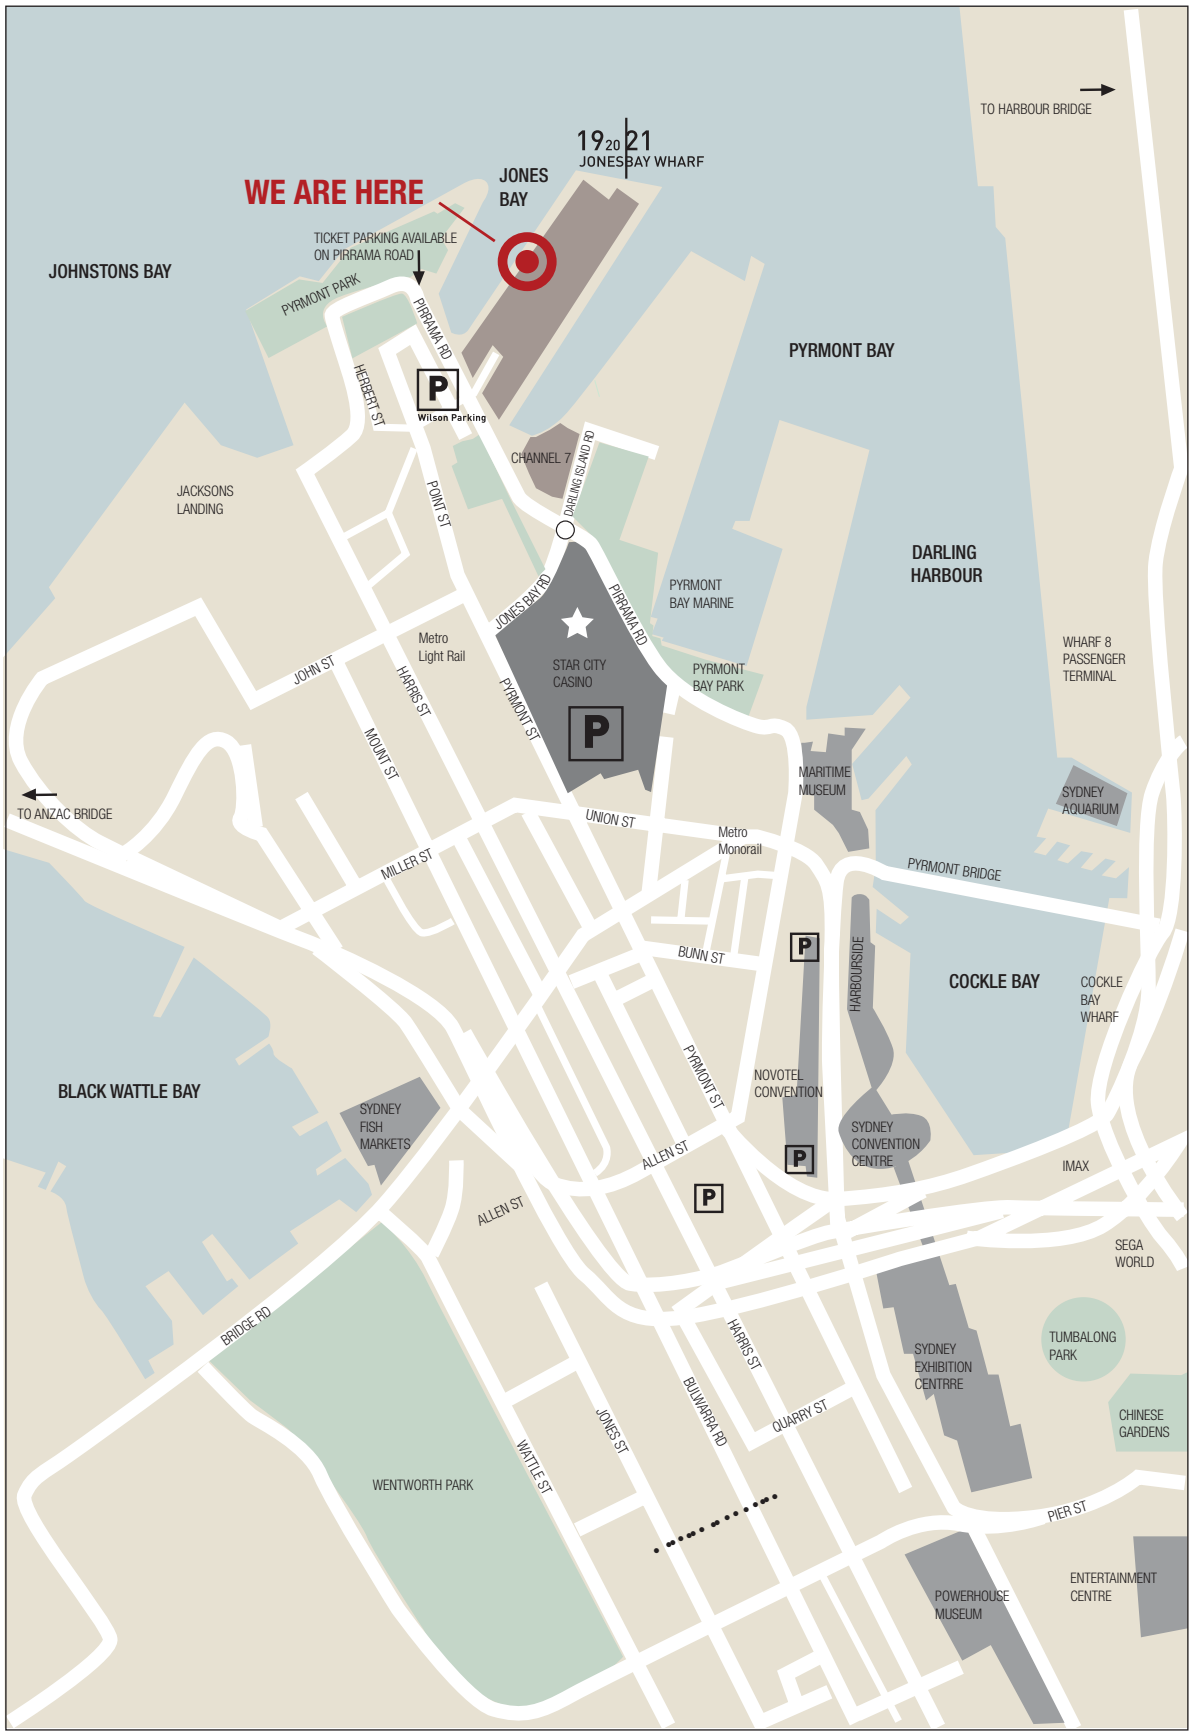 TO HARBOUR BRIDGE
19 20 21
JONESBAY WHARF
JONES
BAY
WE ARE HERE
TICKET PARKING AVAILABLE
ON PIRRAMA ROAD
JOHNSTONS BAY
PYRMONT PARK
PIRRAMA RD
PYRMONT BAY
HERBERT ST
P
Wilson Parking
CHANNEL 7
DARLING ISLAND RD
JACKSONS
LANDING
POINT ST
DARLING
HARBOUR
PYRMONT
BAY MARINE
JONES BAY RD
PIRRAMA RD
Metro
Light Rail
STAR CITY
CASINO
P
PYRMONT
BAY PARK
WHARF 8
PASSENGER
TERMINAL
JOHN ST
HARRIS ST
PYRMONT ST
MOUNT ST
MARITIME
MUSEUM
SYDNEY
AQUARIUM
TO ANZAC BRIDGE
UNION ST
Metro
Monorail
MILLER ST
PYRMONT BRIDGE
BUNN ST
P
HARBOURSIDE
COCKLE BAY
COCKLE
BAY
WHARF
BLACK WATTLE BAY
PYRMONT ST
NOVOTEL
CONVENTION
SYDNEY
FISH
MARKETS
SYDNEY
CONVENTION
CENTRE
ALLEN ST
P
IMAX
P
ALLEN ST
SEGA
WORLD
BRIDGE RD
HARRIS ST
SYDNEY
EXHIBITION
CENTRRE
TUMBALONG
PARK
BULWARRA RD
QUARRY ST
CHINESE
GARDENS
JONES ST
WATTLE ST
WENTWORTH PARK
PIER ST
POWERHOUSE
MUSEUM
ENTERTAINMENT
CENTRE